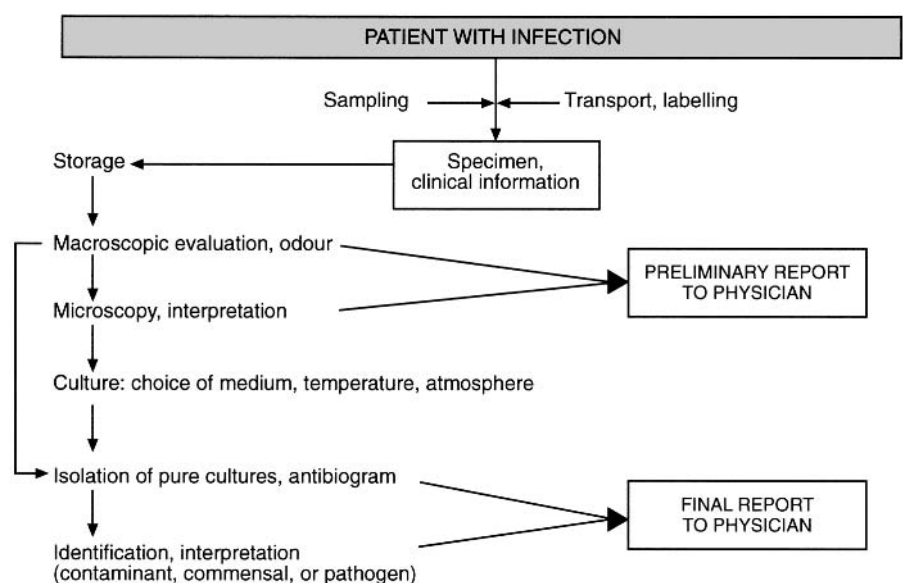 PATIENT WITH INFECTION
Sampling
Transport, labelling
Specimen,
clinical information
Storage
Macroscopic evaluation, odour
PRELIMINARY REPORT
TO PHYSICIAN
Microscopy, interpretation
Culture: choice of medium, temperature, atmosphere
Isolation of pure cultures, antibiogram
FINAL REPORT
TO PHYSICIAN
Identification, interpretation
(contaminant, commensal, or pathogen)